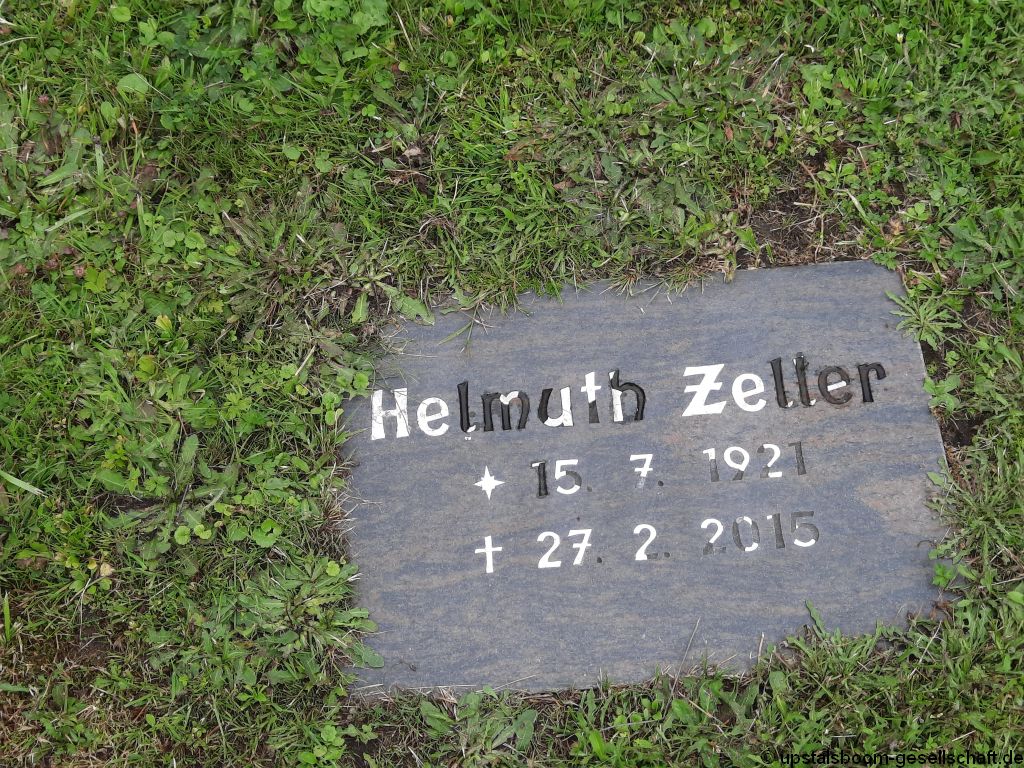 Helmuth Zeller
✦ 15. 7. 1921
† 27. 2. 2015
© upstalsboom-gesellschaft.de